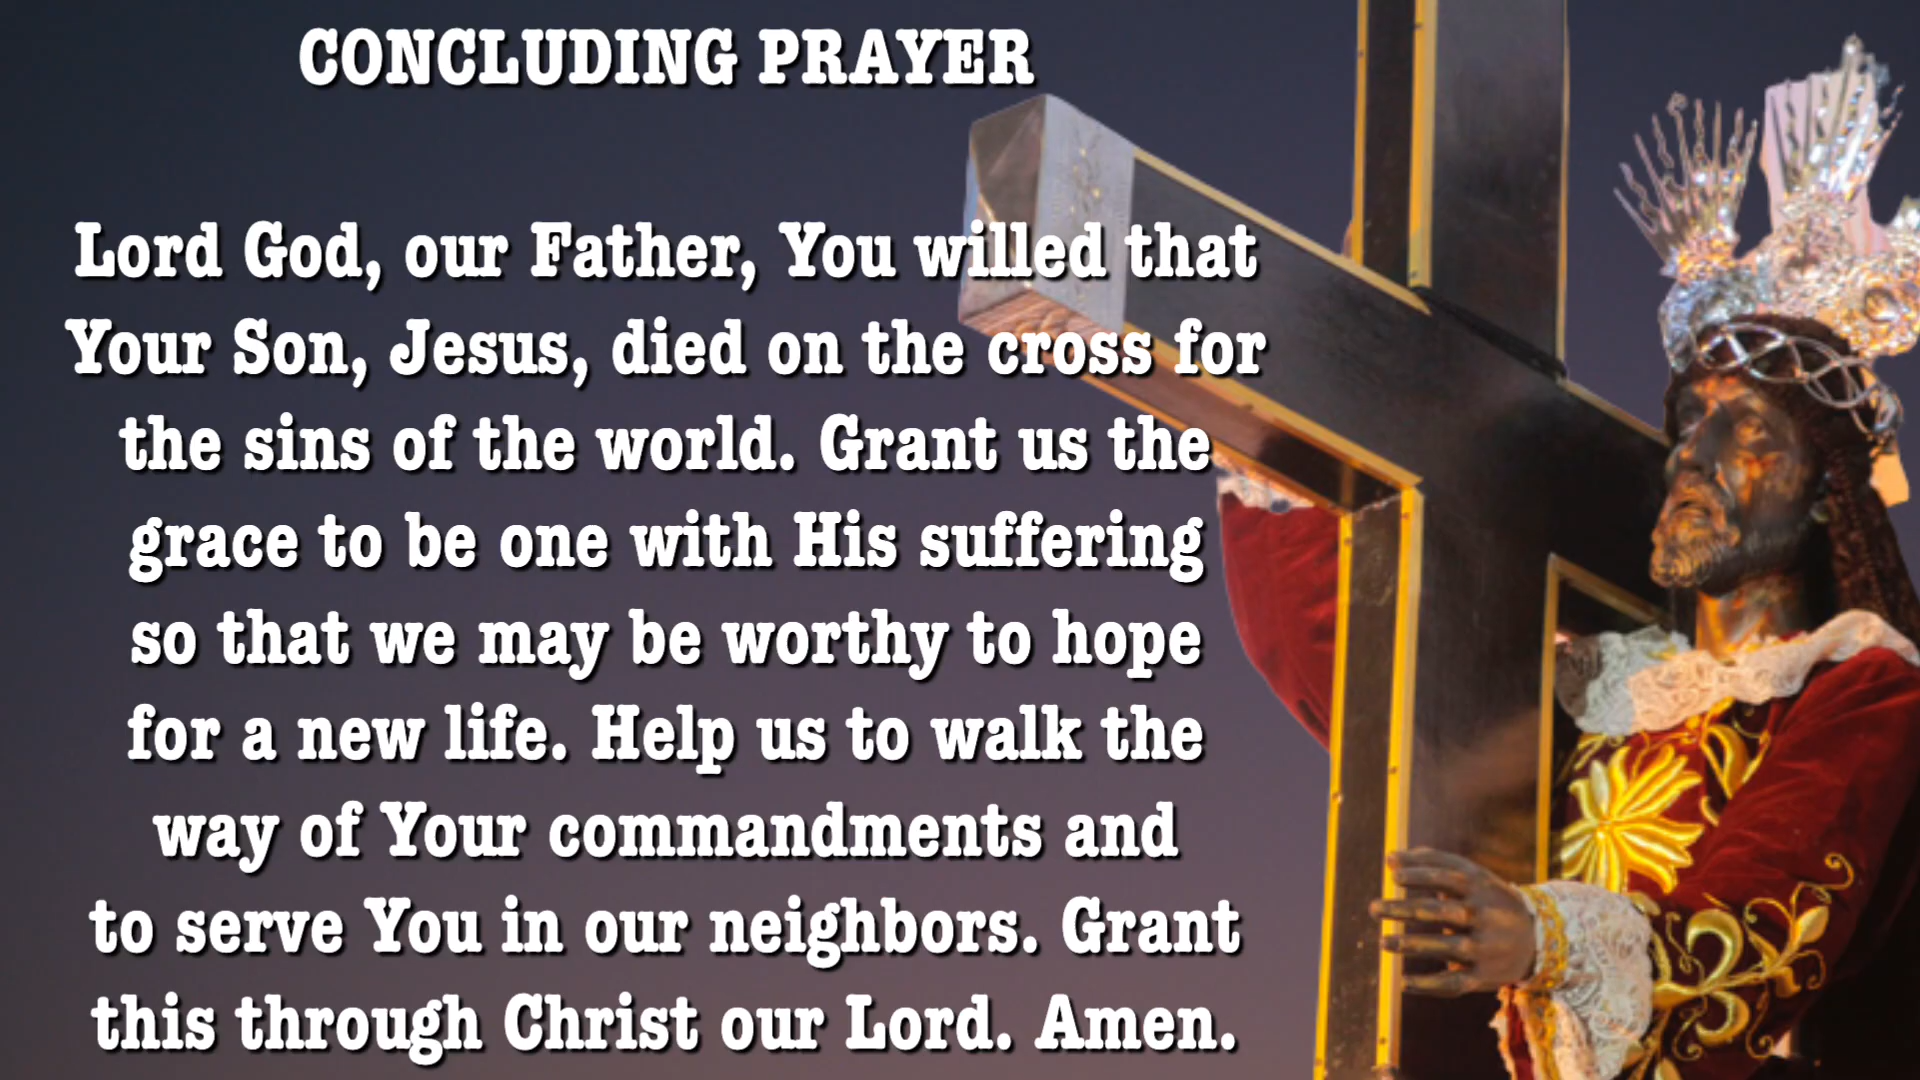 CONCLUDING PRAYER
Lord God, our Father, You willed that
Your Son, Jesus, died on the cross for
the sins of the world. Grant us the
grace to be one with His suffering
so that we may be worthy to hope
for a new life. Help us to walk the
way of Your commandments and
to serve You in our neighbors. Grant
this through Christ our Lord. Amen.